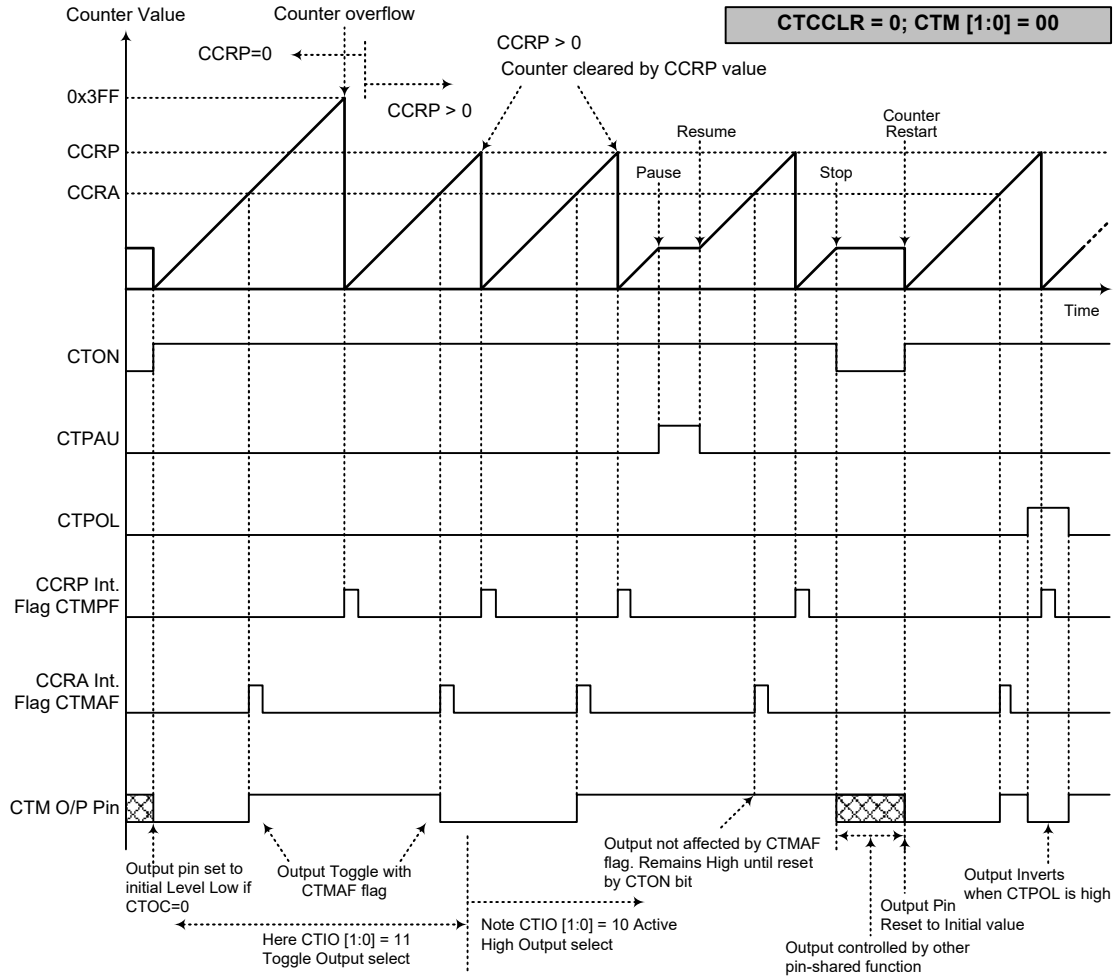 Counter Value
Counter overflow
CTCCLR = 0; CTM [1:0] = 00
CCRP=0
CCRP > 0
CCRP > 0
Counter cleared by CCRP value
0x3FF
CCRP
CCRA
Pause
Resume
Stop
Counter
Restart
Time
CTON
CTPAU
CTPOL
CCRP Int.
Flag CTMPF
CCRA Int.
Flag CTMAF
CTM O/P Pin
Output pin set to
initial Level Low if
CTOC=0
Output Toggle with
CTMAF flag
Here CTIO [1:0] = 11
Toggle Output select
Note CTIO [1:0] = 10 Active
High Output select
Output not affected by CTMAF
flag. Remains High until reset
by CTON bit
Output controlled by other
pin-shared function
Output Pin
Reset to Initial value
Output Inverts
when CTPOL is high